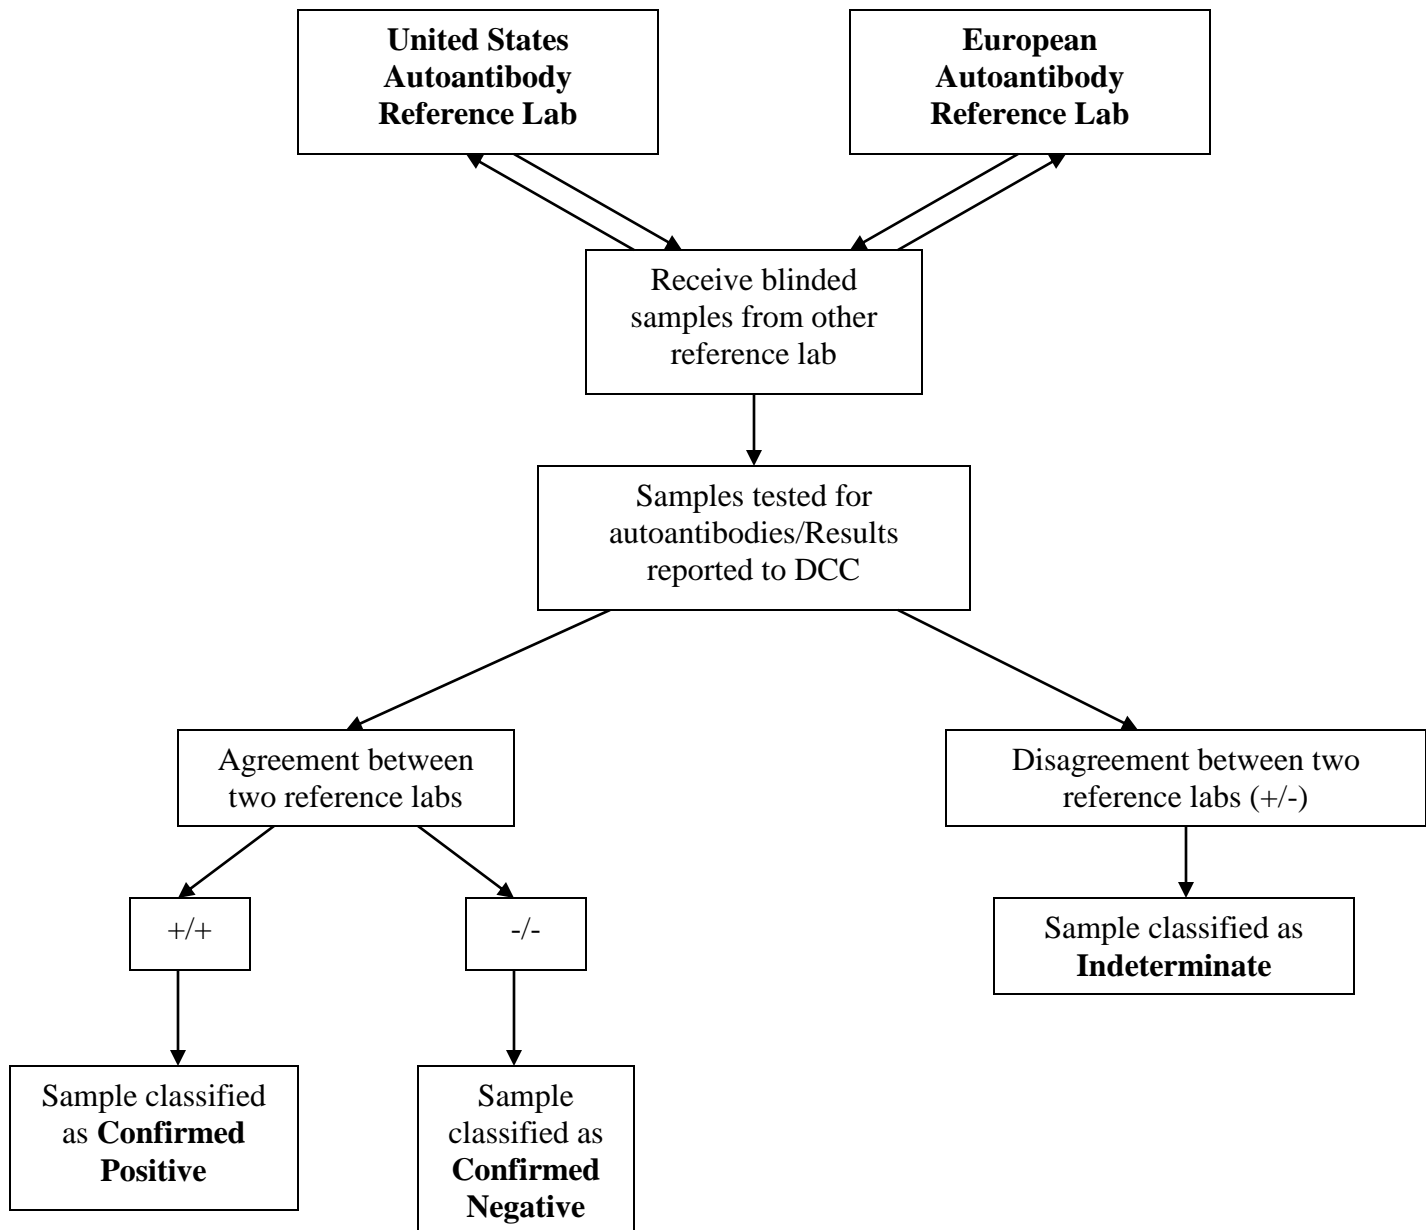 United States
Autoantibody
Reference Lab
European
Autoantibody
Reference Lab
Receive blinded
samples from other
reference lab
Samples tested for
autoantibodies/Results
reported to DCC
Agreement between
two reference labs
Disagreement between two
reference labs (+/-)
+/+
-/-
Sample classified as
Indeterminate
Sample classified
as Confirmed
Positive
Sample
classified as
Confirmed
Negative